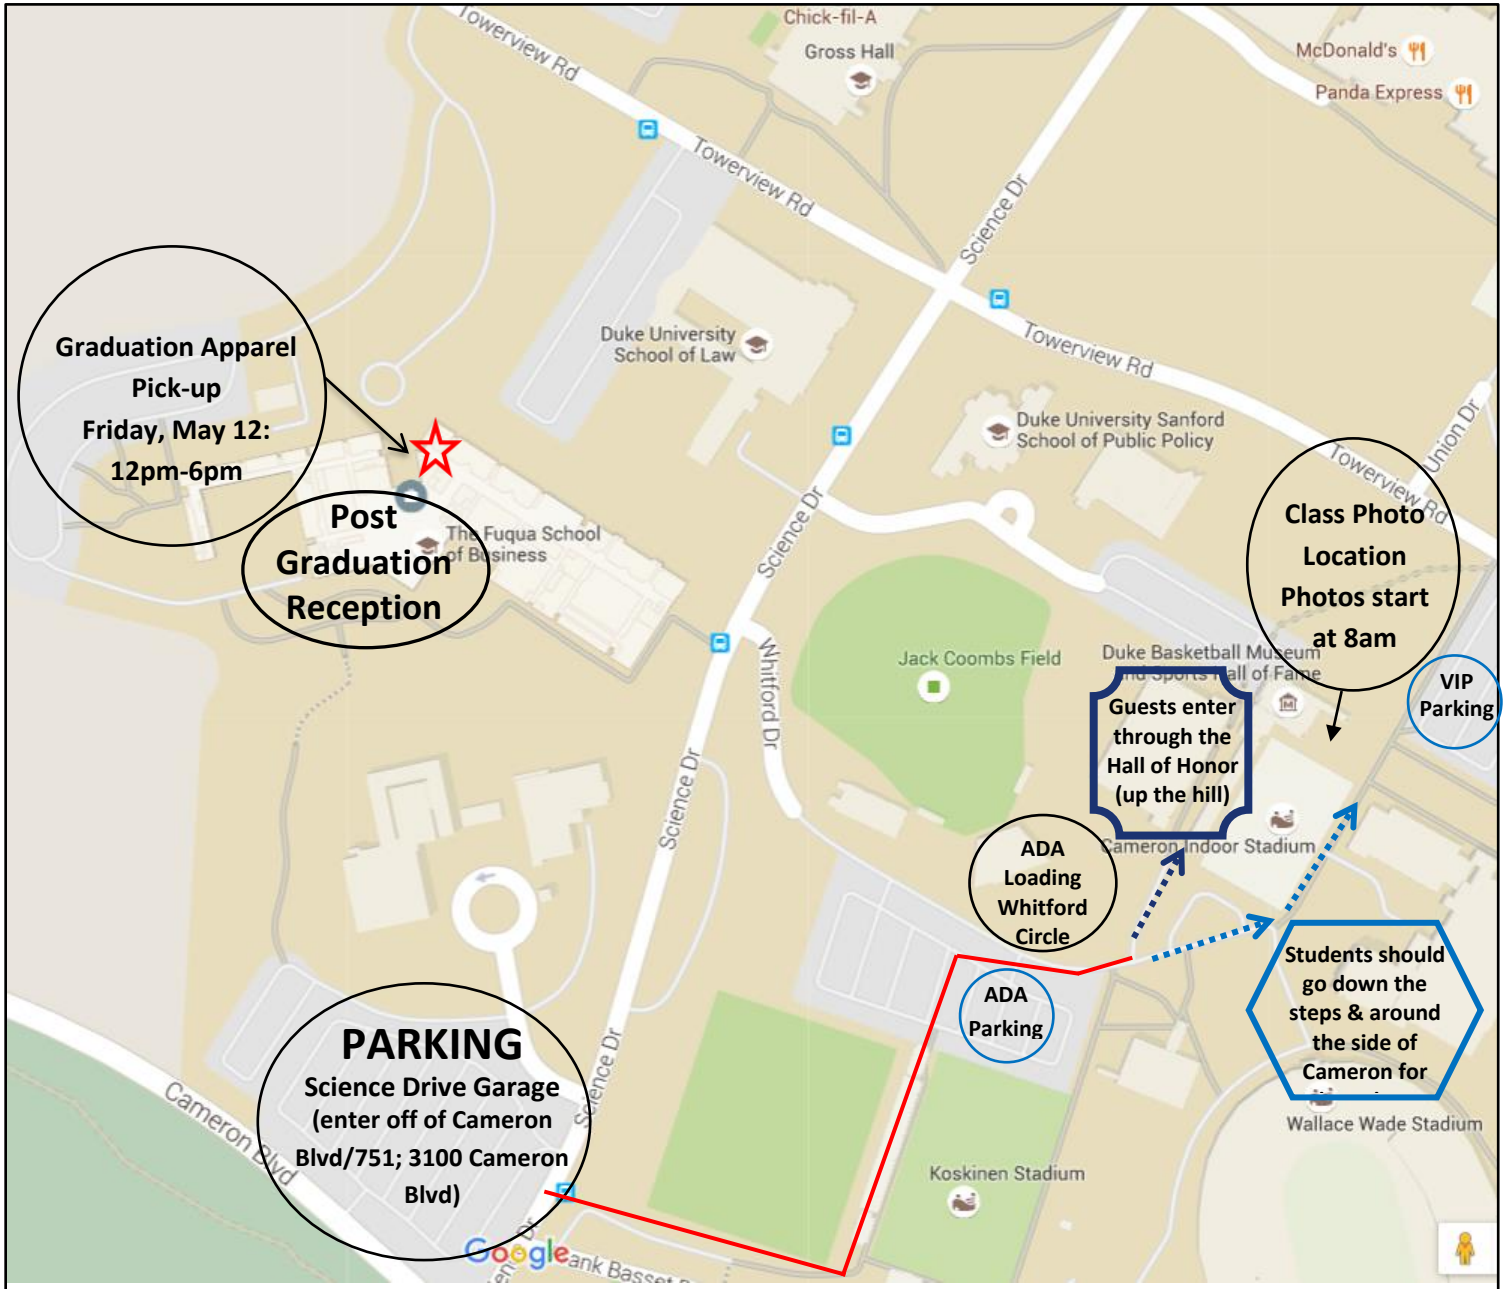 Chick-fil-A
Gross Hall
McDonald's
Panda Express
Towerview Rd
Towerview Rd
Science Dr
Graduation Apparel
Pick-up
Friday, May 12:
12pm-6pm
Duke University
School of Law
Towerview Rd
Duke University Sanford
School of Public Policy
Union Dr
Towerview Rd
Post
Graduation
Reception
The Fuqua School
of Business
Science Dr
Class Photo
Location
Photos start
at 8am
Whitford Dr
Jack Coombs Field
Duke Basketball Museum
and Sports Hall of Fame
VIP
Parking
Guests enter
through the
Hall of Honor
(up the hill)
Science Dr
Cameron Indoor Stadium
ADA
Loading
Whitford
Circle
ADA
Parking
Students should
go down the
steps & around
the side of
Cameron for
Wallace Wade Stadium
PARKING
Science Drive Garage
(enter off of Cameron
Blvd/751; 3100 Cameron
Blvd)
Science Dr
Cameron Blvd
Koskinen Stadium
Google
ank Basset